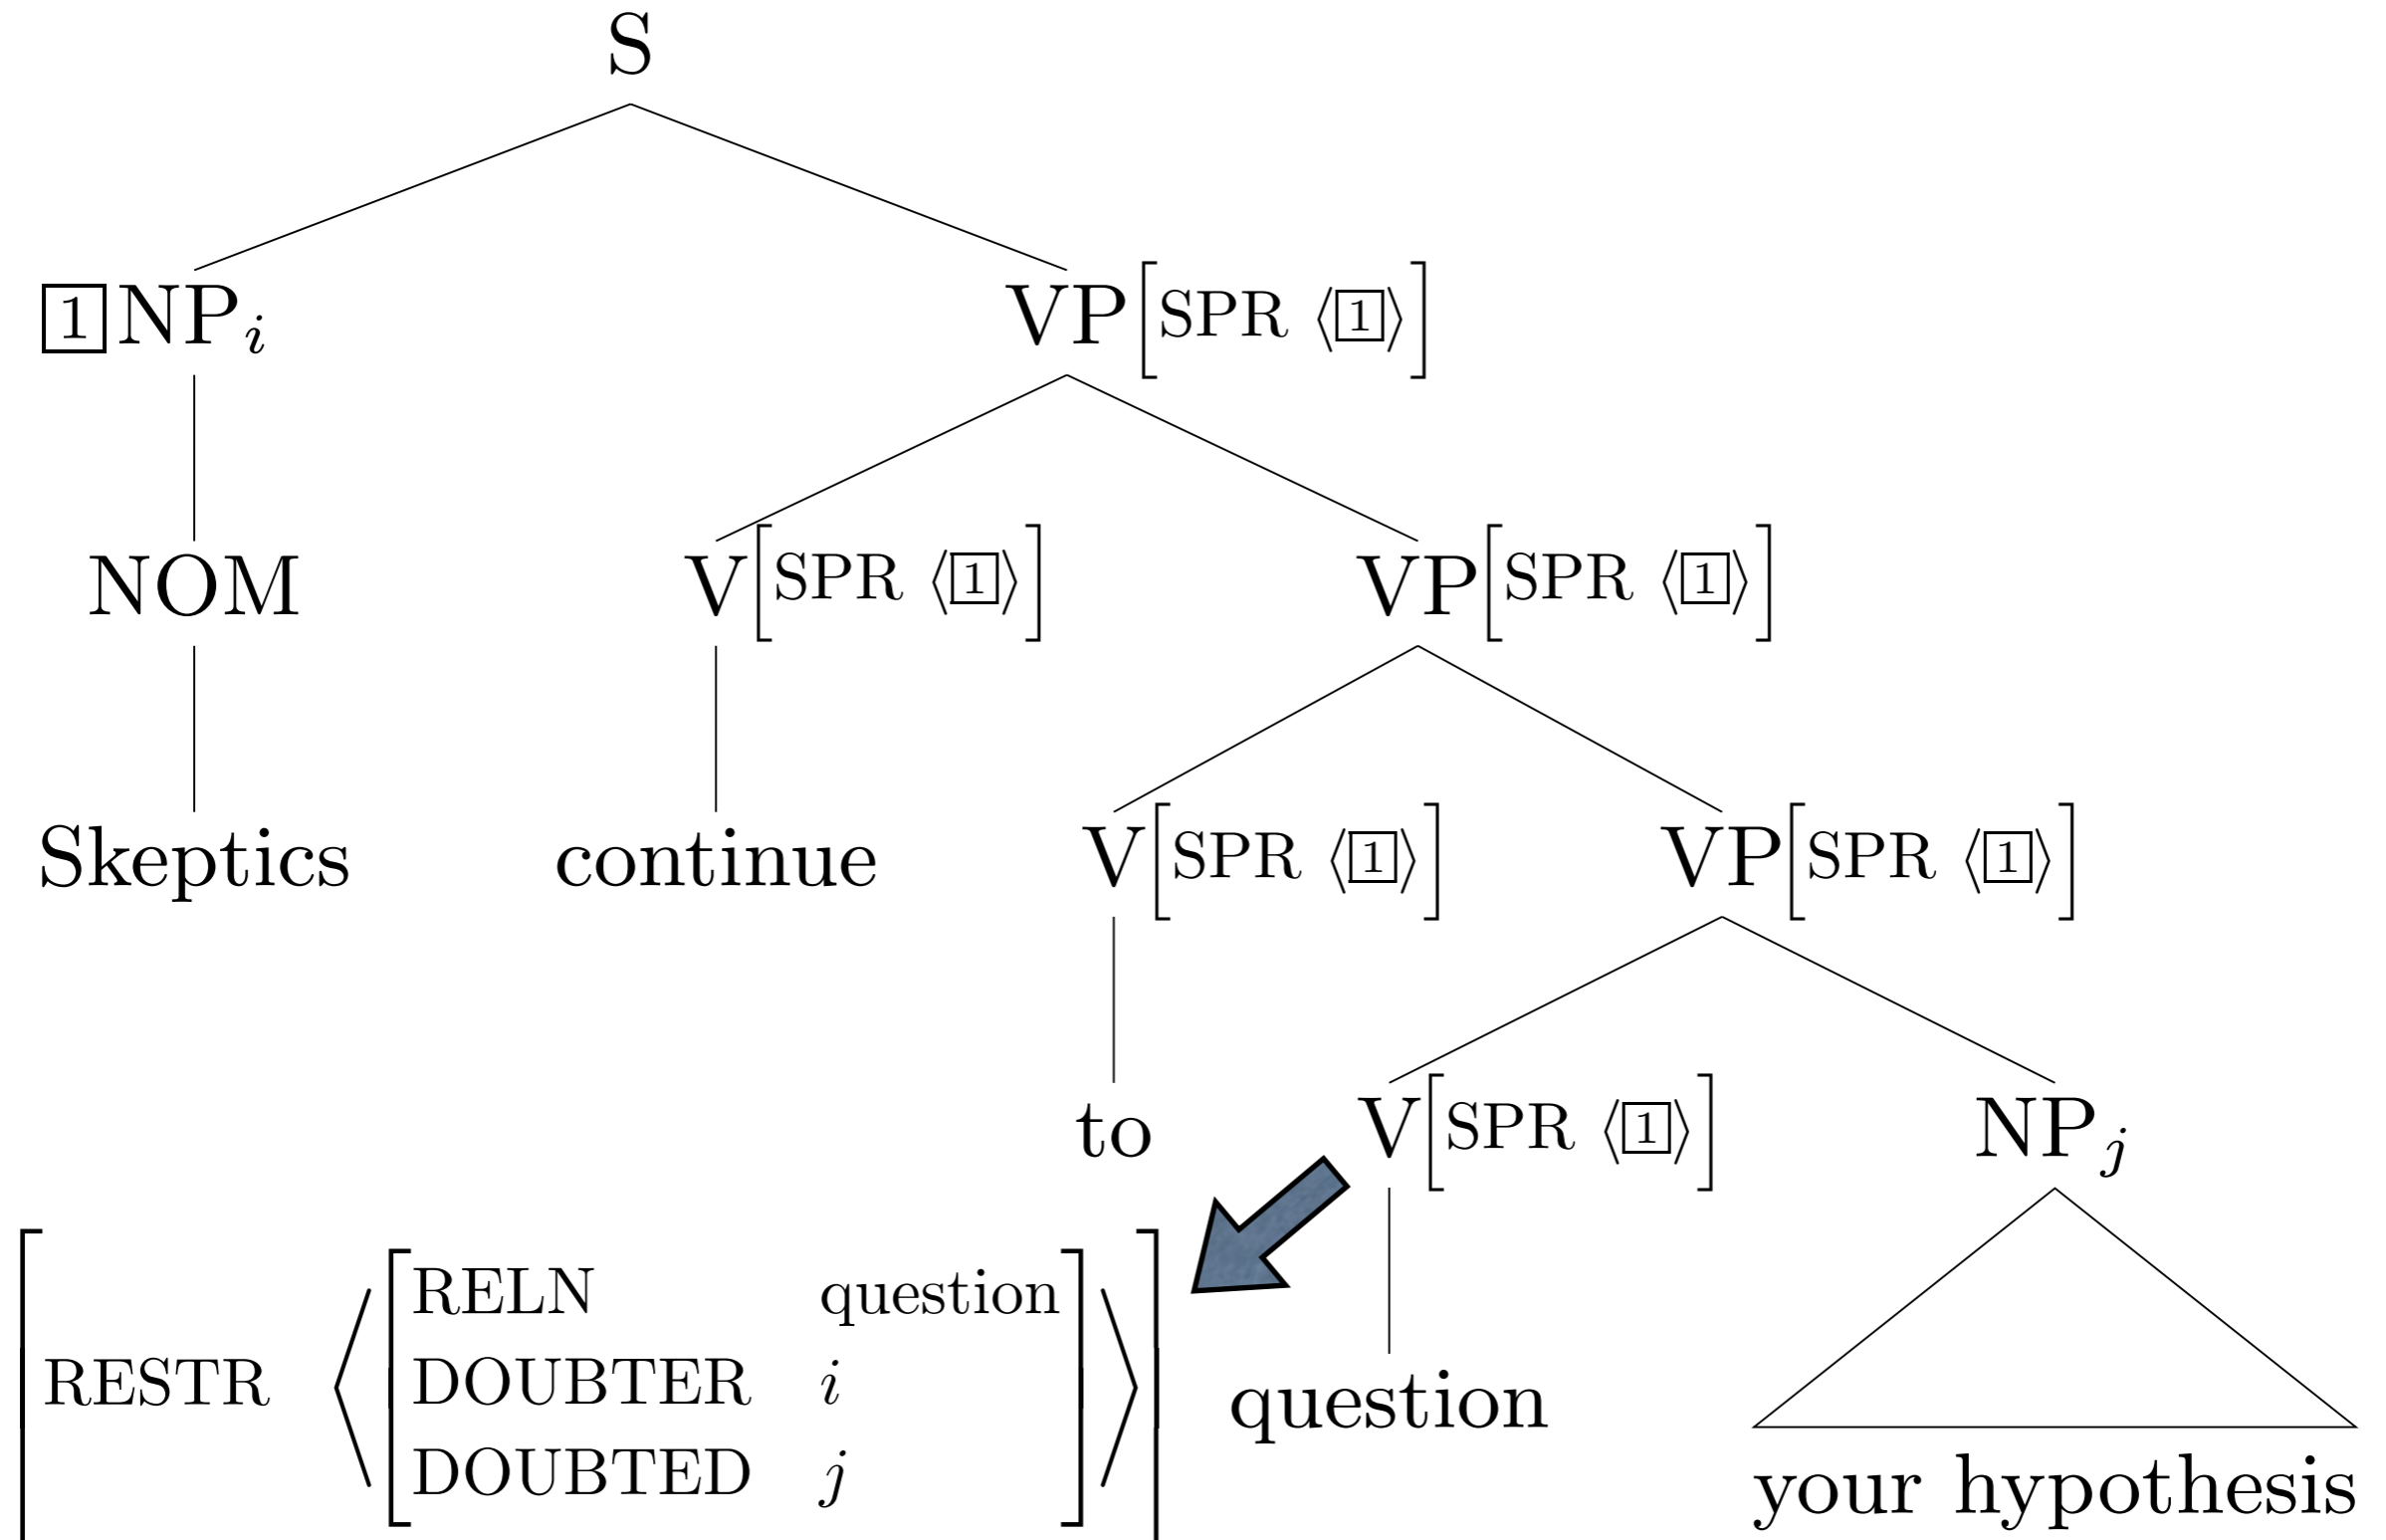 S
1 NP i VP[SPR ⟨1⟩]
NOM V[SPR ⟨1⟩] VP[SPR ⟨1⟩]
Skeptics continue V[SPR ⟨1⟩] VP[SPR ⟨1⟩]
to V[SPR ⟨1⟩] NP j
RELN question
RESTR ⟨ DOUBTER i ⟩ question
DOUBTED j your hypothesis